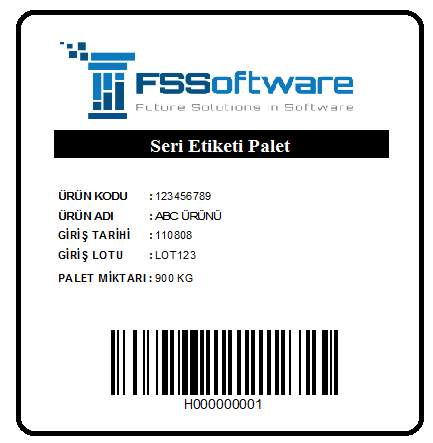 FSSoftware
Future Solutions in Software
Seri Etiketi Palet
ÜRÜN KODU : 123456789
ÜRÜN ADI : ABC ÜRÜNÜ
GİRİŞ TARİHİ : 110808
GİRİŞ LOTU : LOT123
PALET MİKTARI : 900 KG
H000000001